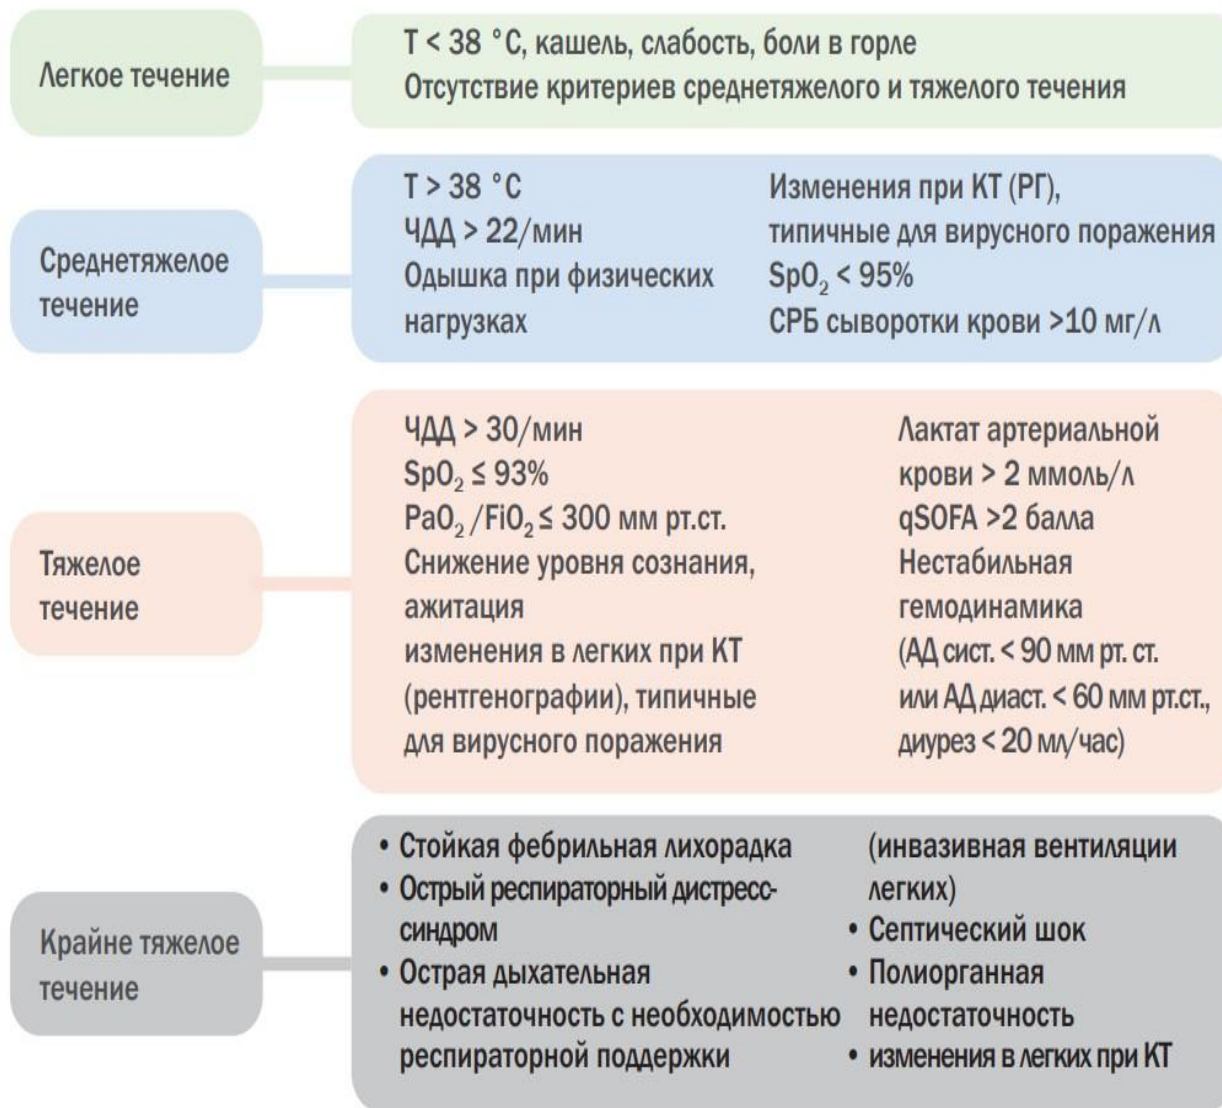 Легкое течение
Т < 38 °С, кашель, слабость, боли в горле
Отсутствие критериев среднетяжелого и тяжелого течения
Среднетяжелое
течение
Т > 38 °С
ЧДД > 22/мин
Одышка при физических
нагрузках
Изменения при КТ (РГ),
типичные для вирусного поражения
SpO₂ < 95%
СРБ сыворотки крови >10 мг/л
Тяжелое
течение
ЧДД > 30/мин
SpO₂ ≤ 93%
PaO₂ /FiO₂ ≤ 300 мм рт.ст.
Снижение уровня сознания,
ажитация
изменения в легких при КТ
(рентгенографии), типичные
для вирусного поражения
Лактат артериальной
крови > 2 ммоль/л
qSOFA >2 балла
Нестабильная
гемодинамика
(АД сист. < 90 мм рт. ст.
или АД диаст. < 60 мм рт.ст.,
диурез < 20 мл/час)
Крайне тяжелое
течение
• Стойкая фебрильная лихорадка
• Острый респираторный дистресс-
синдром
• Острая дыхательная
недостаточность с необходимостью
респираторной поддержки
(инвазивная вентиляции
легких)
• Септический шок
• Полиорганная
недостаточность
• изменения в легких при КТ